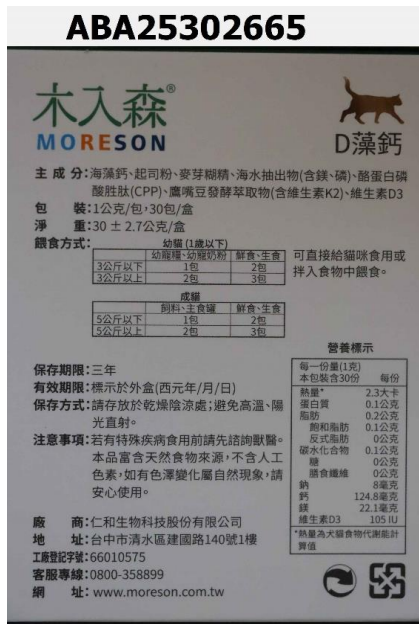 ABA25302665
木入森®
MORESON
D藻鈣
主成分:海藻鈣、起司粉、麥芽糊精、海水抽出物(含鎂、磷)、酪蛋白磷
酸胜肽(CPP)、鷹嘴豆發酵萃取物(含維生素K2)、維生素D3
包裝:1公克/包,30包/盒
淨重:30 ± 2.7公克/盒
餵食方式:
幼貓 (1歲以下)
幼寵糧、幼寵奶粉 鮮食、生食
3公斤以下 1包 2包
3公斤以上 2包 3包
可直接給貓咪食用或
拌入食物中餵食。
成貓
飼料、主食罐 鮮食、生食
5公斤以下 1包 2包
5公斤以上 2包 3包
保存期限:三年
有效期限:標示於外盒(西元年/月/日)
保存方式:請存放於乾燥陰涼處;避免高溫、陽
光直射。
注意事項:若有特殊疾病食用前請先諮詢獸醫。
本品富含天然食物來源,不含人工
色素,如有色澤變化屬自然現象,請
安心使用。
營養標示
每一份量(1克)
本包裝含30份 每份
熱量* 2.3大卡
蛋白質 0.1公克
脂肪 0.2公克
飽和脂肪 0.1公克
反式脂肪 0公克
碳水化合物 0.1公克
糖 0公克
膳食纖維 0公克
鈉 8毫克
鈣 124.8毫克
鎂 22.1毫克
維生素D3 105 IU
*熱量為犬貓食物代謝能計
算值
廠商:仁和生物科技股份有限公司
地址:台中市清水區建國路140號1樓
工廠登記字號:66010575
客服專線:0800-358899
網址:www.moreson.com.tw